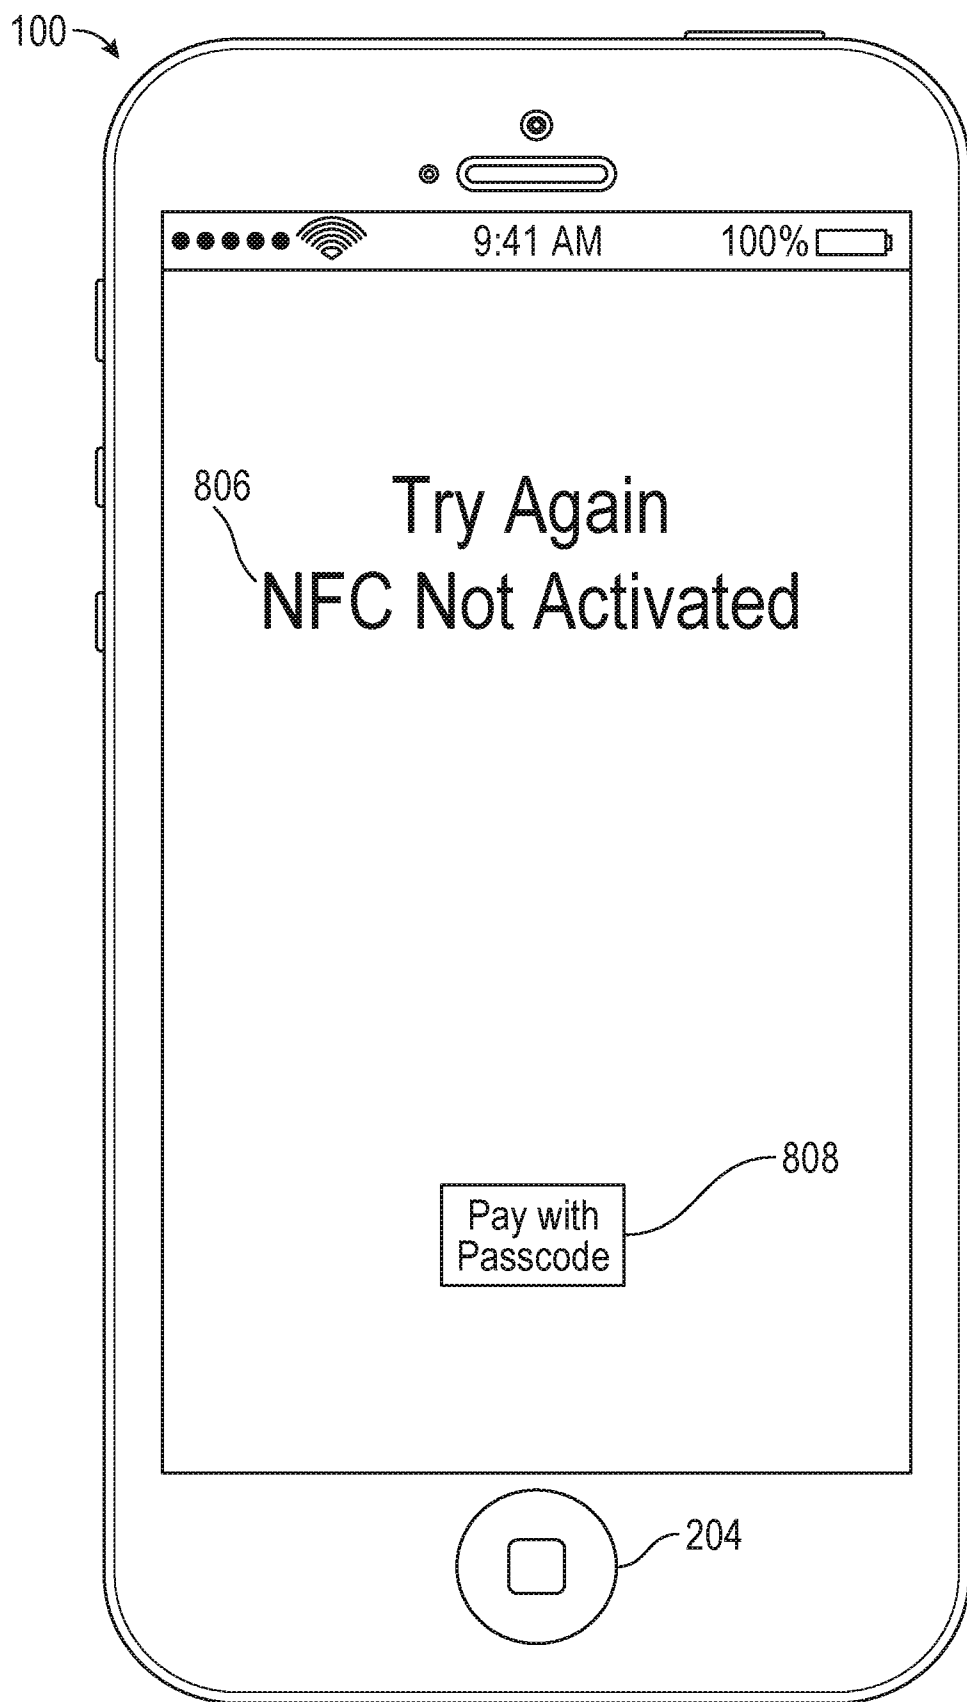 100
9:41 AM 100%
806
Try Again
NFC Not Activated
808
Pay with
Passcode
204